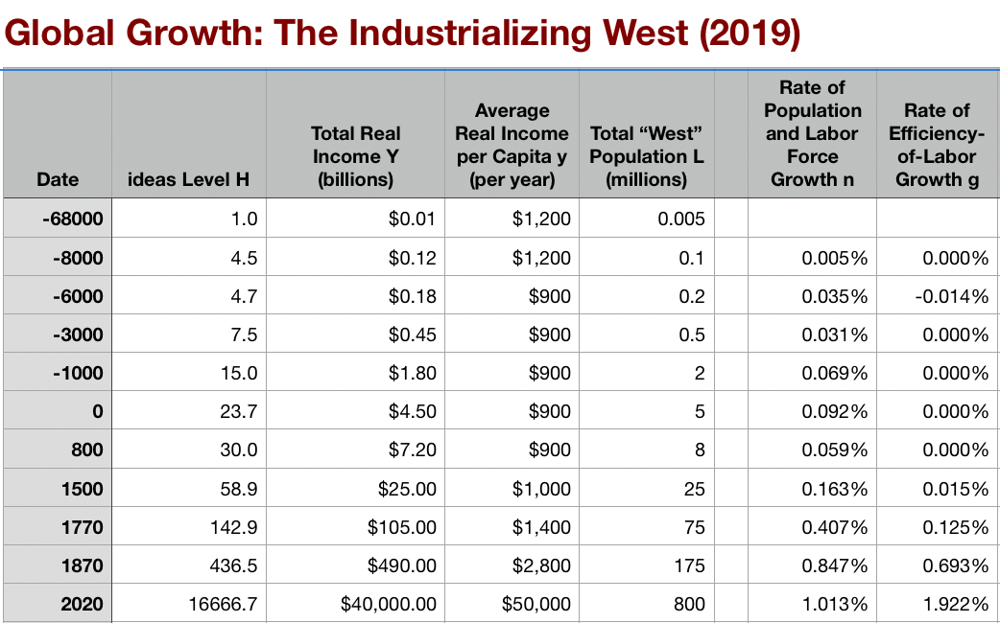 Global Growth: The Industrializing West (2019)
Date ideas Level H Total Real Income Y (billions) Average Real Income per Capita y (per year) Total “West” Population L (millions) Rate of Population and Labor Force Growth n Rate of Efficiency-of-Labor Growth g
-68000 1.0 $0.01 $1,200 0.005
-8000 4.5 $0.12 $1,200 0.1 0.005% 0.000%
-6000 4.7 $0.18 $900 0.2 0.035% -0.014%
-3000 7.5 $0.45 $900 0.5 0.031% 0.000%
-1000 15.0 $1.80 $900 2 0.069% 0.000%
0 23.7 $4.50 $900 5 0.092% 0.000%
800 30.0 $7.20 $900 8 0.059% 0.000%
1500 58.9 $25.00 $1,000 25 0.163% 0.015%
1770 142.9 $105.00 $1,400 75 0.407% 0.125%
1870 436.5 $490.00 $2,800 175 0.847% 0.693%
2020 16666.7 $40,000.00 $50,000 800 1.013% 1.922%